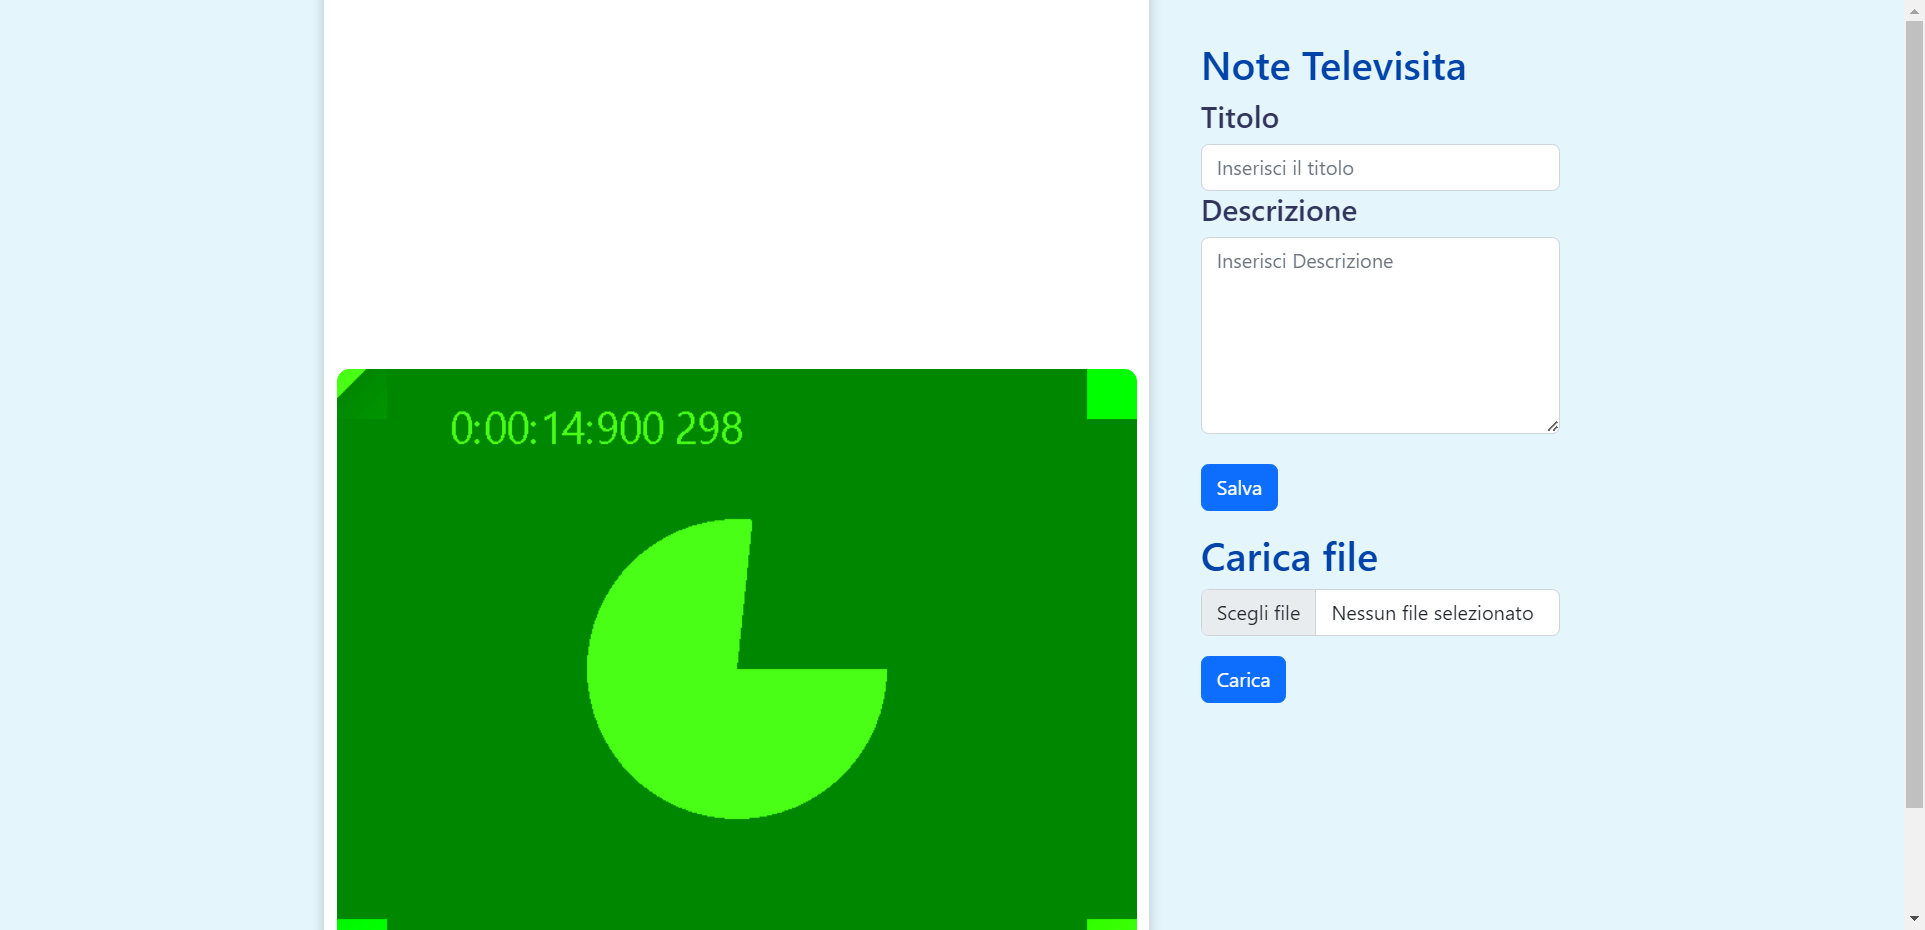 0:00:14:900 298
Note Televisita
Titolo
Inserisci il titolo
Descrizione
Inserisci Descrizione
Salva
Carica file
Scegli file Nessun file selezionato
Carica